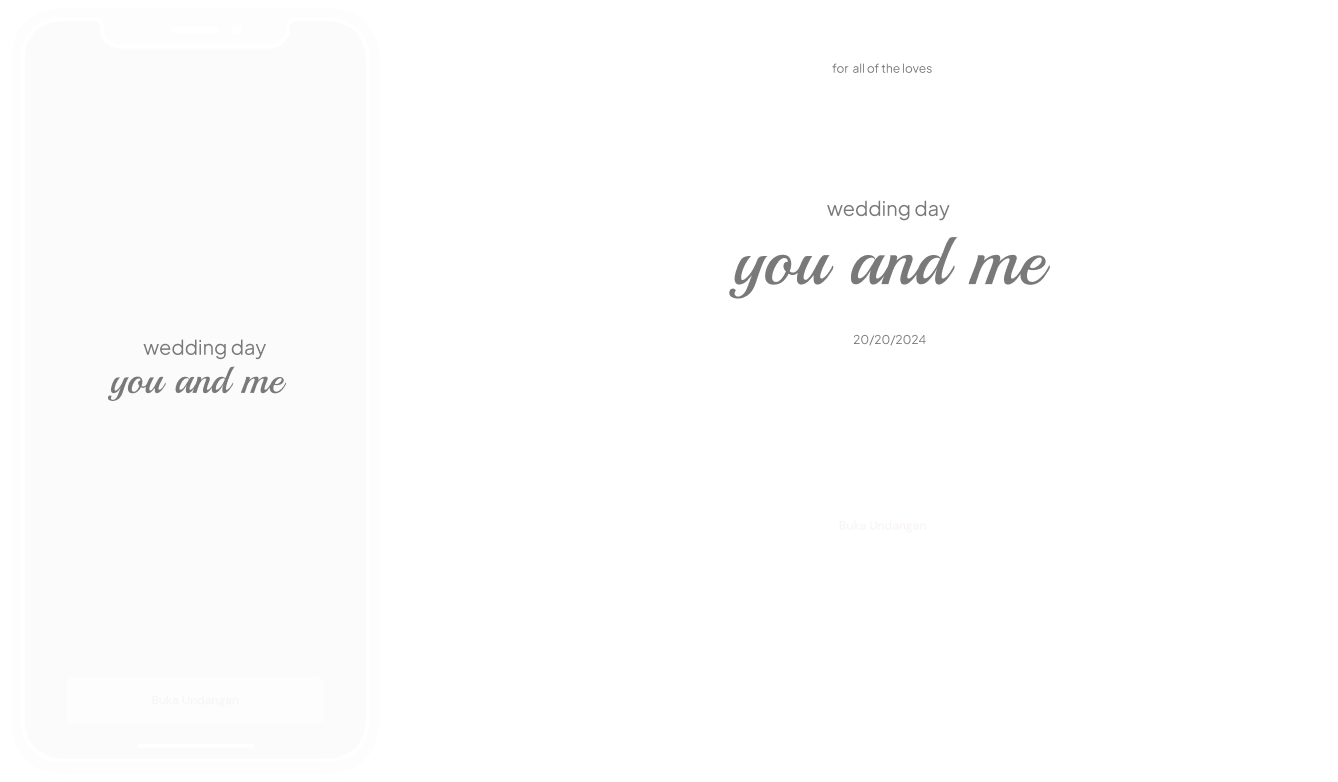 wedding day
you and me
Buka Undangan
for all of the loves
wedding day
you and me
20/20/2024
Buka Undangan